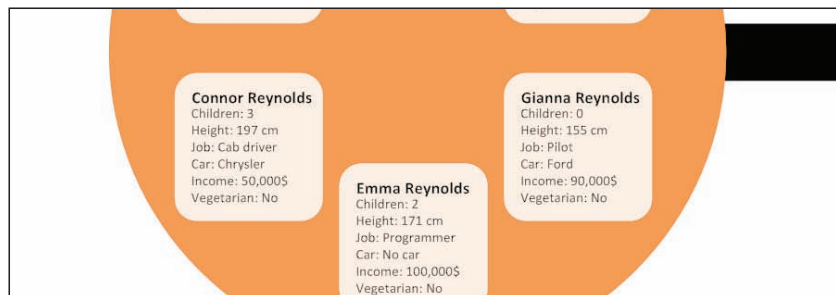 Connor Reynolds
Children: 3
Height: 197 cm
Job: Cab driver
Car: Chrysler
Income: 50,000$
Vegetarian: No
Gianna Reynolds
Children: 0
Height: 155 cm
Job: Pilot
Car: Ford
Income: 90,000$
Vegetarian: No
Emma Reynolds
Children: 2
Height: 171 cm
Job: Programmer
Car: No car
Income: 100,000$
Vegetarian: No